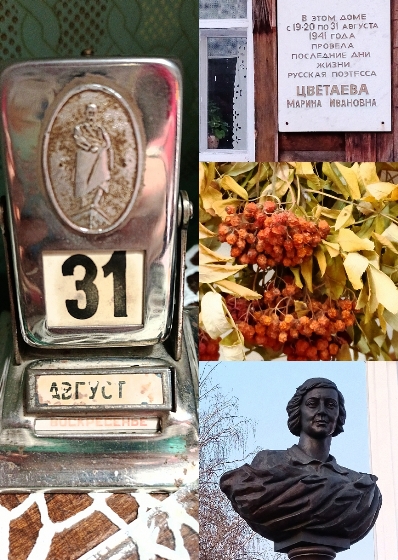 31
АВГУСТ
ВОСКРЕСЕНЬЕ
В ЭТОМ ДОМЕ
С 19-20 ПО 31 АВГУСТА
1941 ГОДА
ПРОВЕЛА
ПОСЛЕДНИЕ ДНИ
ЖИЗНИ
РУССКАЯ ПОЭТЕССА
ЦВЕТАЕВА
МАРИНА ИВАНОВНА